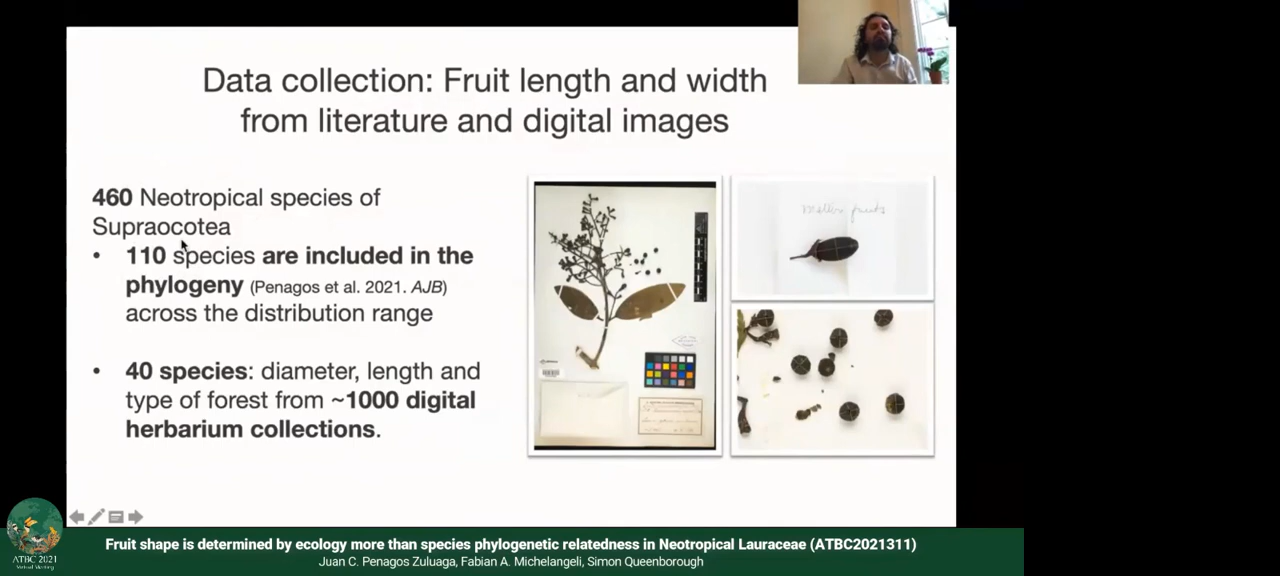 Data collection: Fruit length and width
from literature and digital images
460 Neotropical species of
Supraocotea
• 110 species are included in the
phylogeny (Penagos et al. 2021. AJB)
across the distribution range
• 40 species: diameter, length and
type of forest from ~1000 digital
herbarium collections.
fruits
ATBC 2021
Virtual Meeting
Fruit shape is determined by ecology more than species phylogenetic relatedness in Neotropical Lauraceae (ATBC2021311)
Juan C. Penagos Zuluaga, Fabian A. Michelangeli, Simon Queenborough